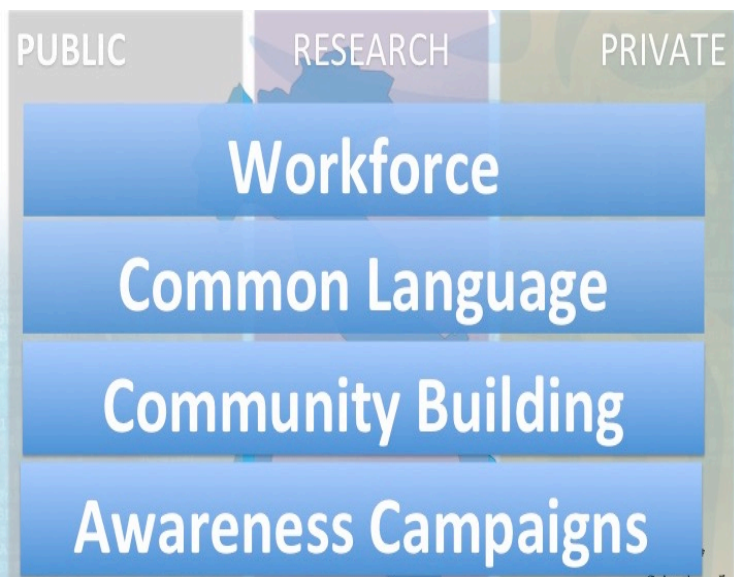 PUBLIC RESEARCH PRIVATE
Workforce
Common Language
Community Building
Awareness Campaigns